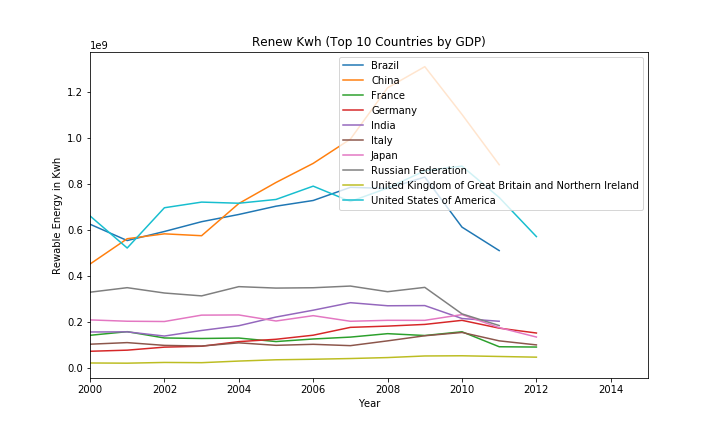 Renew Kwh (Top 10 Countries by GDP)
1e9
Brazil
China
France
Germany
India
Italy
Japan
Russian Federation
United Kingdom of Great Britain and Northern Ireland
United States of America
1.2
1.0
0.8
0.6
0.4
0.2
0.0
Rewable Energy in Kwh
2000 2002 2004 2006 2008 2010 2012 2014
Year